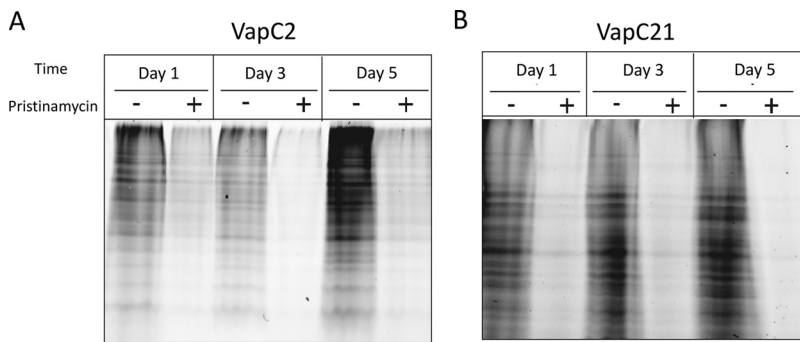 A
VapC2
Time Day 1 Day 3 Day 5
Pristinamycin - + - + - +
B
VapC21
Day 1 Day 3 Day 5
- + - + - +